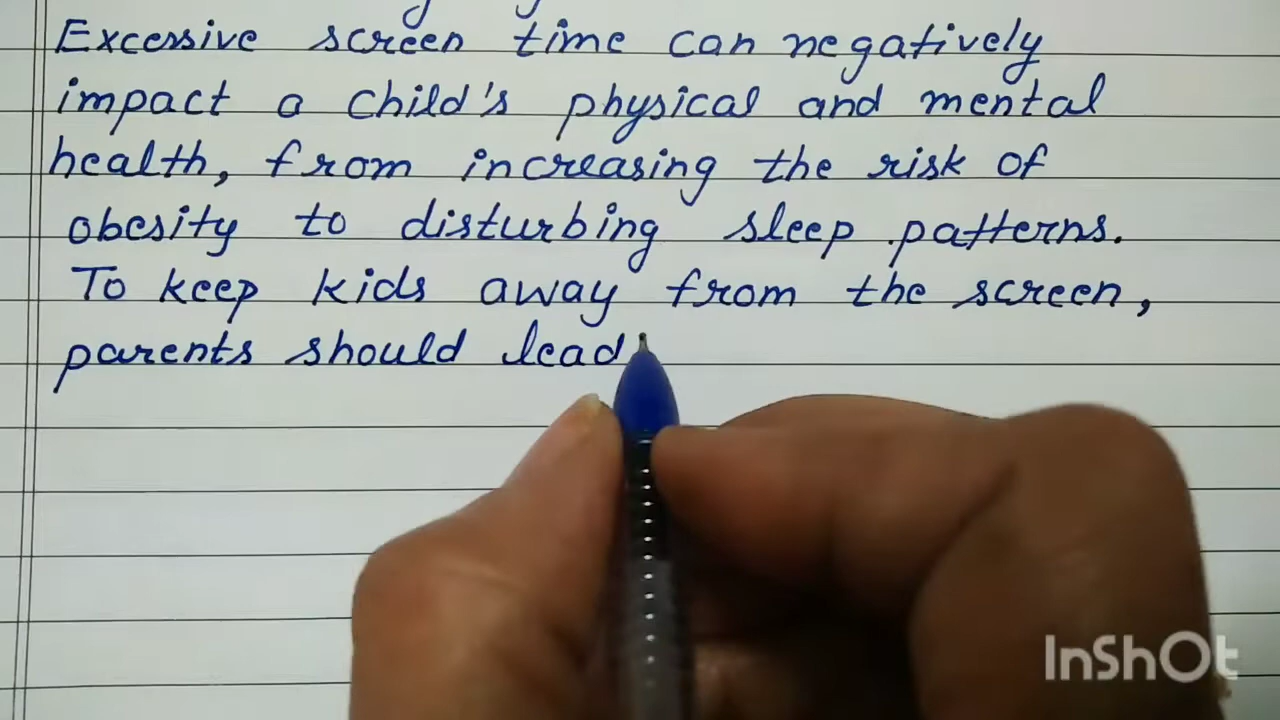 Excessive screen time can negatively
impact a child's physical and mental
health, from increasing the risk of
obesity to disturbing sleep patterns.
To keep kids away from the screen,
parents should lead
InShOt